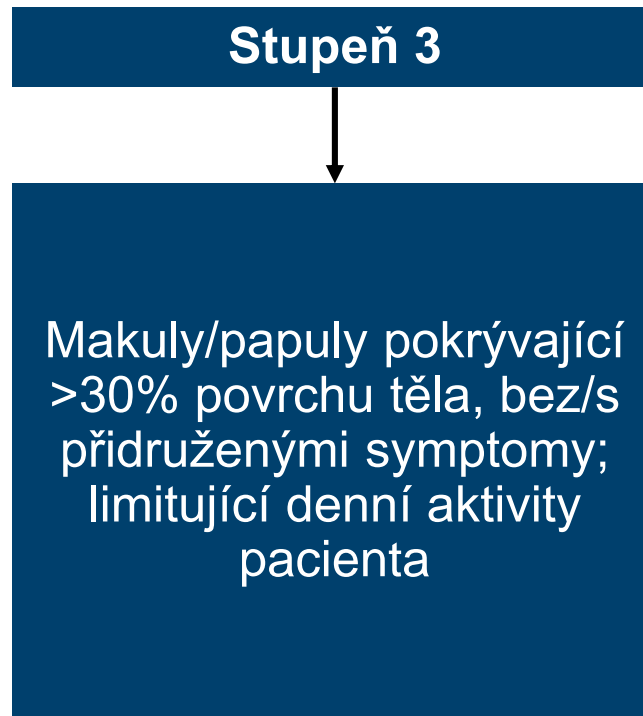 Stupeň 3
Makuly/papuly pokrývající
>30% povrchu těla, bez/s
přidruženými symptomy;
limitující denní aktivity
pacienta